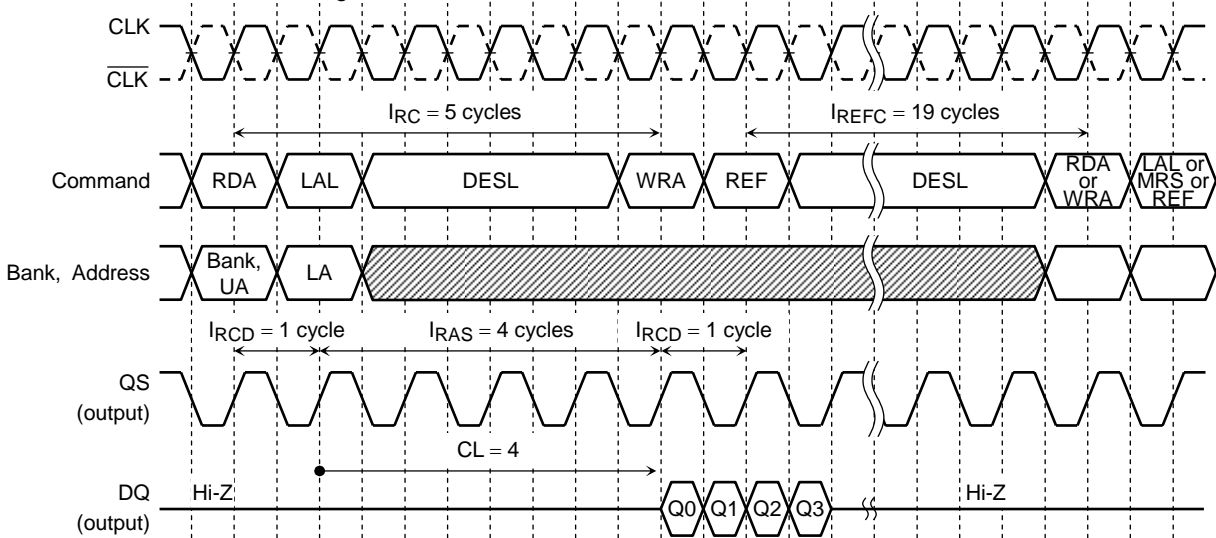 CLK
CLK
IRC = 5 cycles
IREFC = 19 cycles
Command
RDA
LAL
DESL
WRA
REF
DESL
RDA
or
WRA
LAL or
MRS or
REF
Bank, Address
Bank,
UA
LA
IRCD = 1 cycle
IRAS = 4 cycles
IRCD = 1 cycle
QS
(output)
CL = 4
DQ
(output)
Hi-Z
Q0
Q1
Q2
Q3
Hi-Z